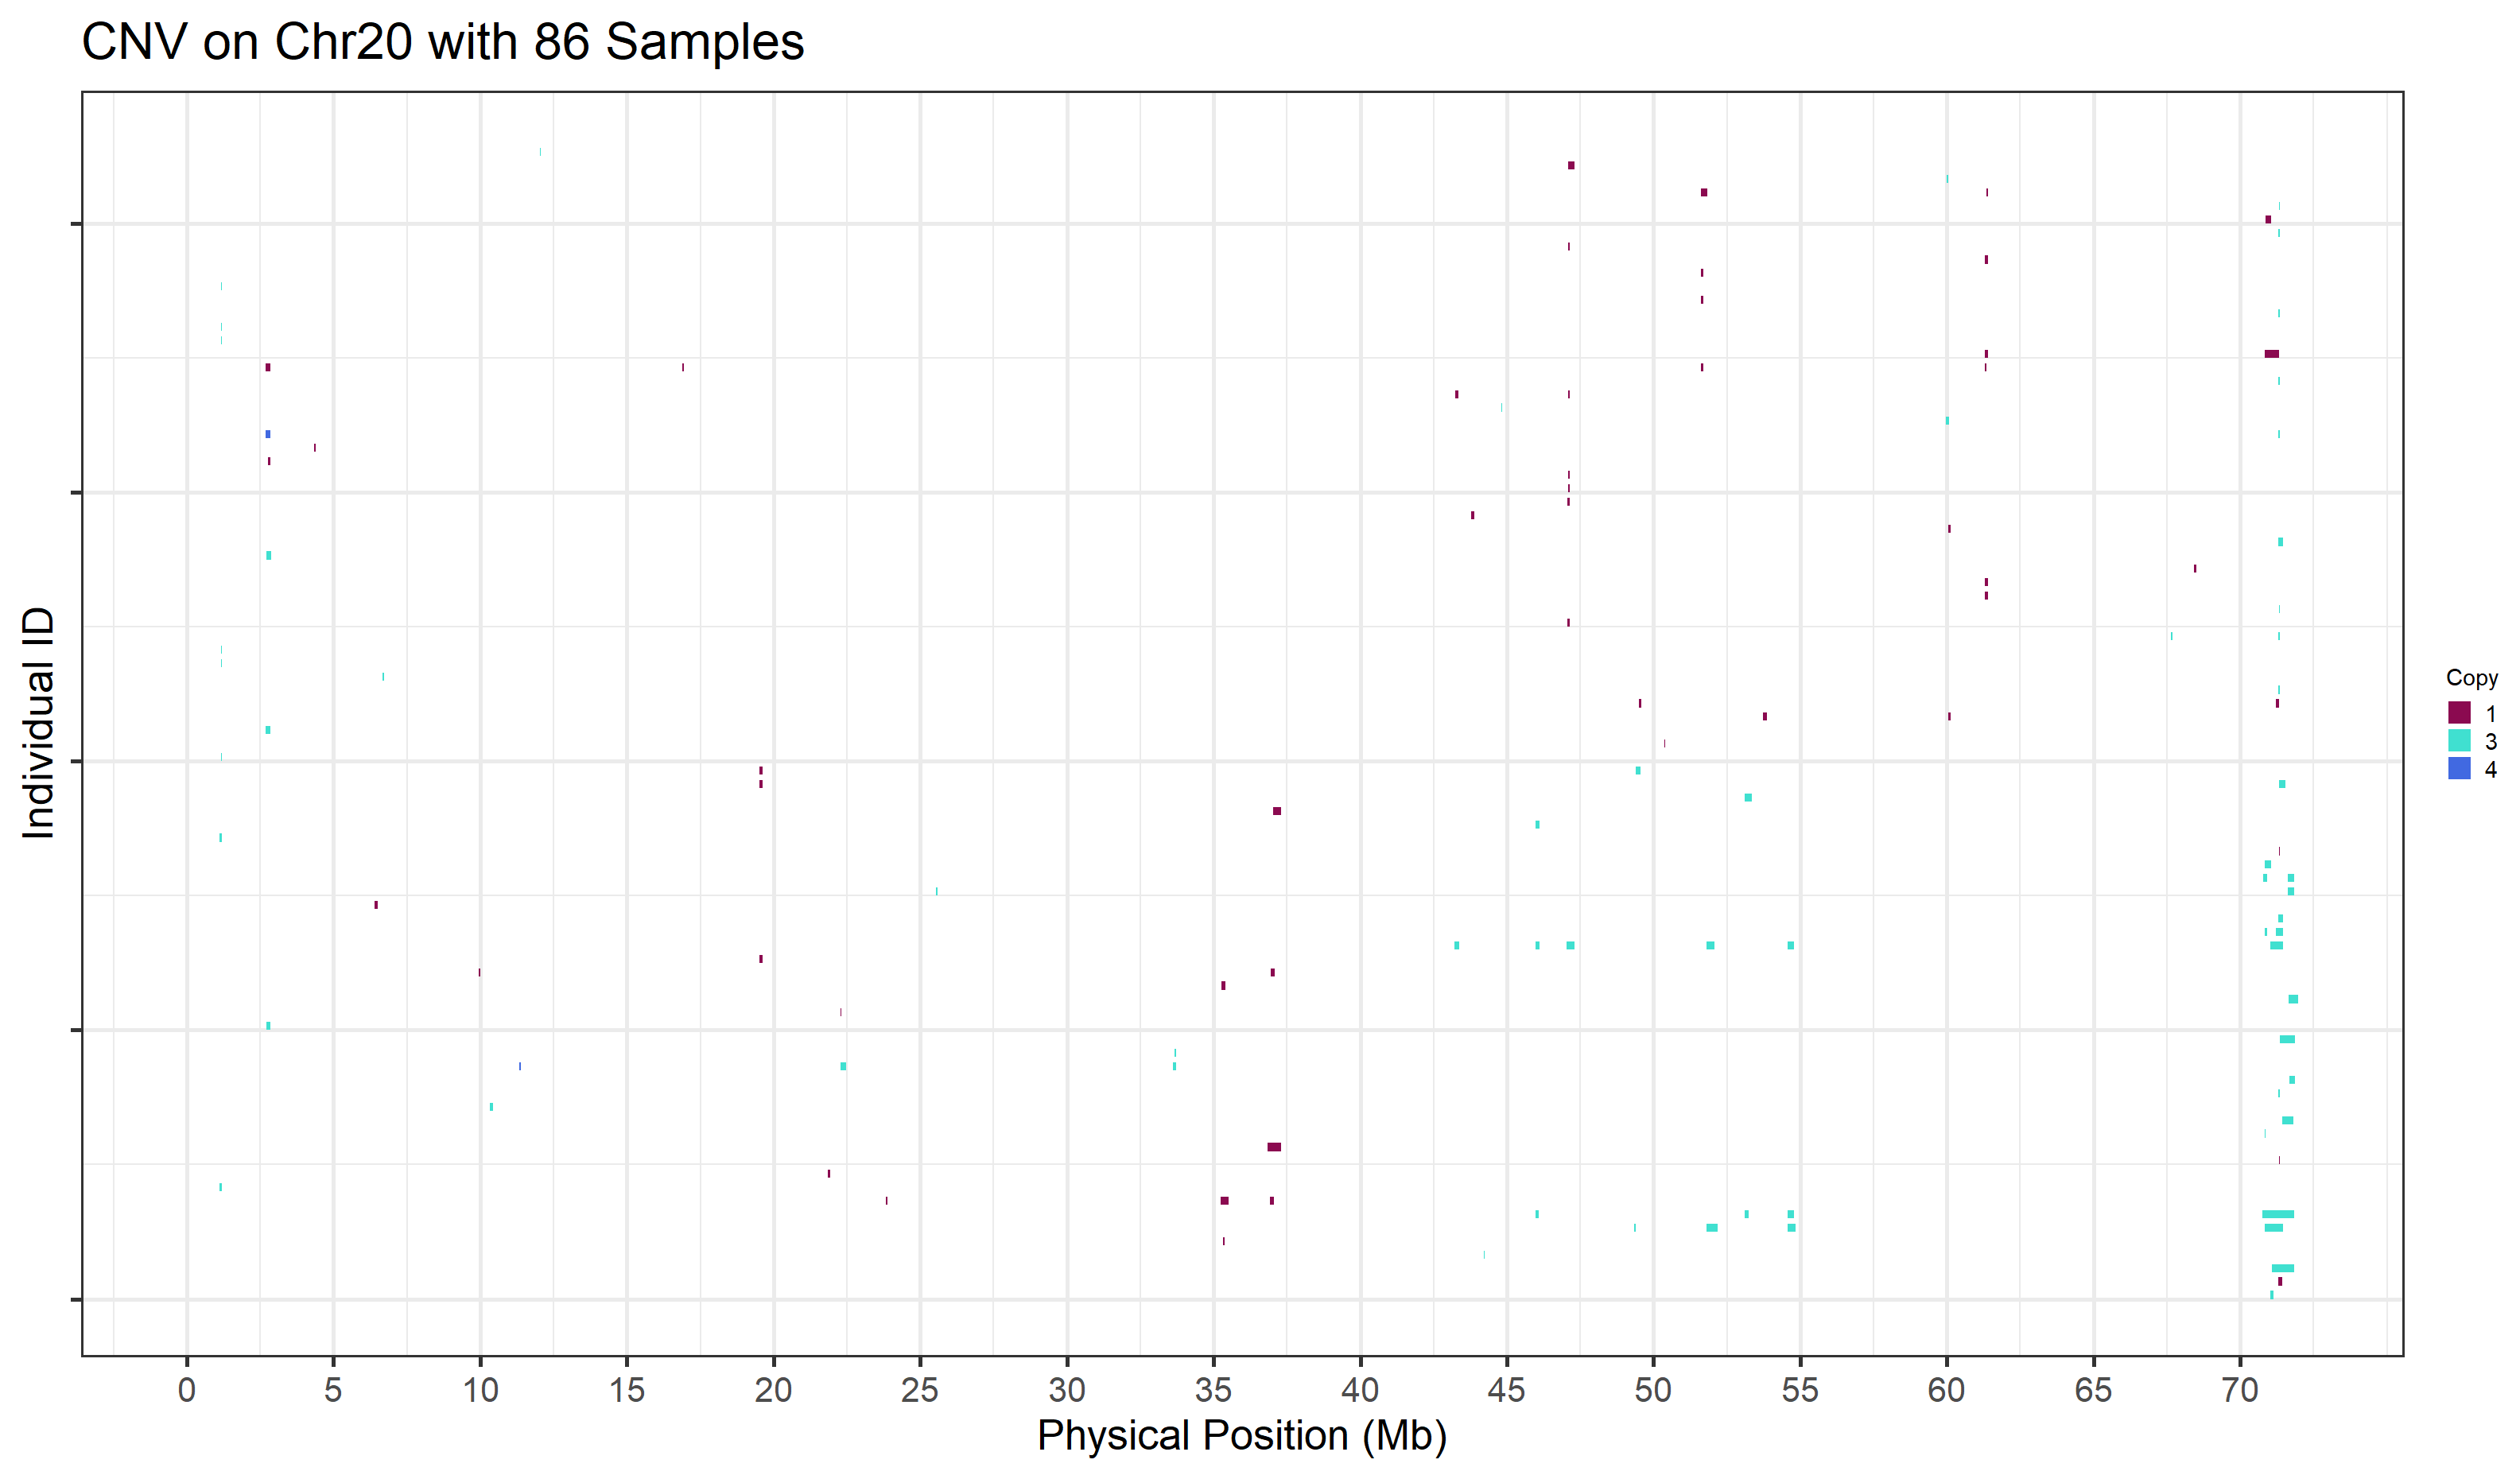 CNV on Chr20 with 86 Samples
Individual ID
Copy
1
3
4
0 5 10 15 20 25 30 35 40 45 50 55 60 65 70
Physical Position (Mb)